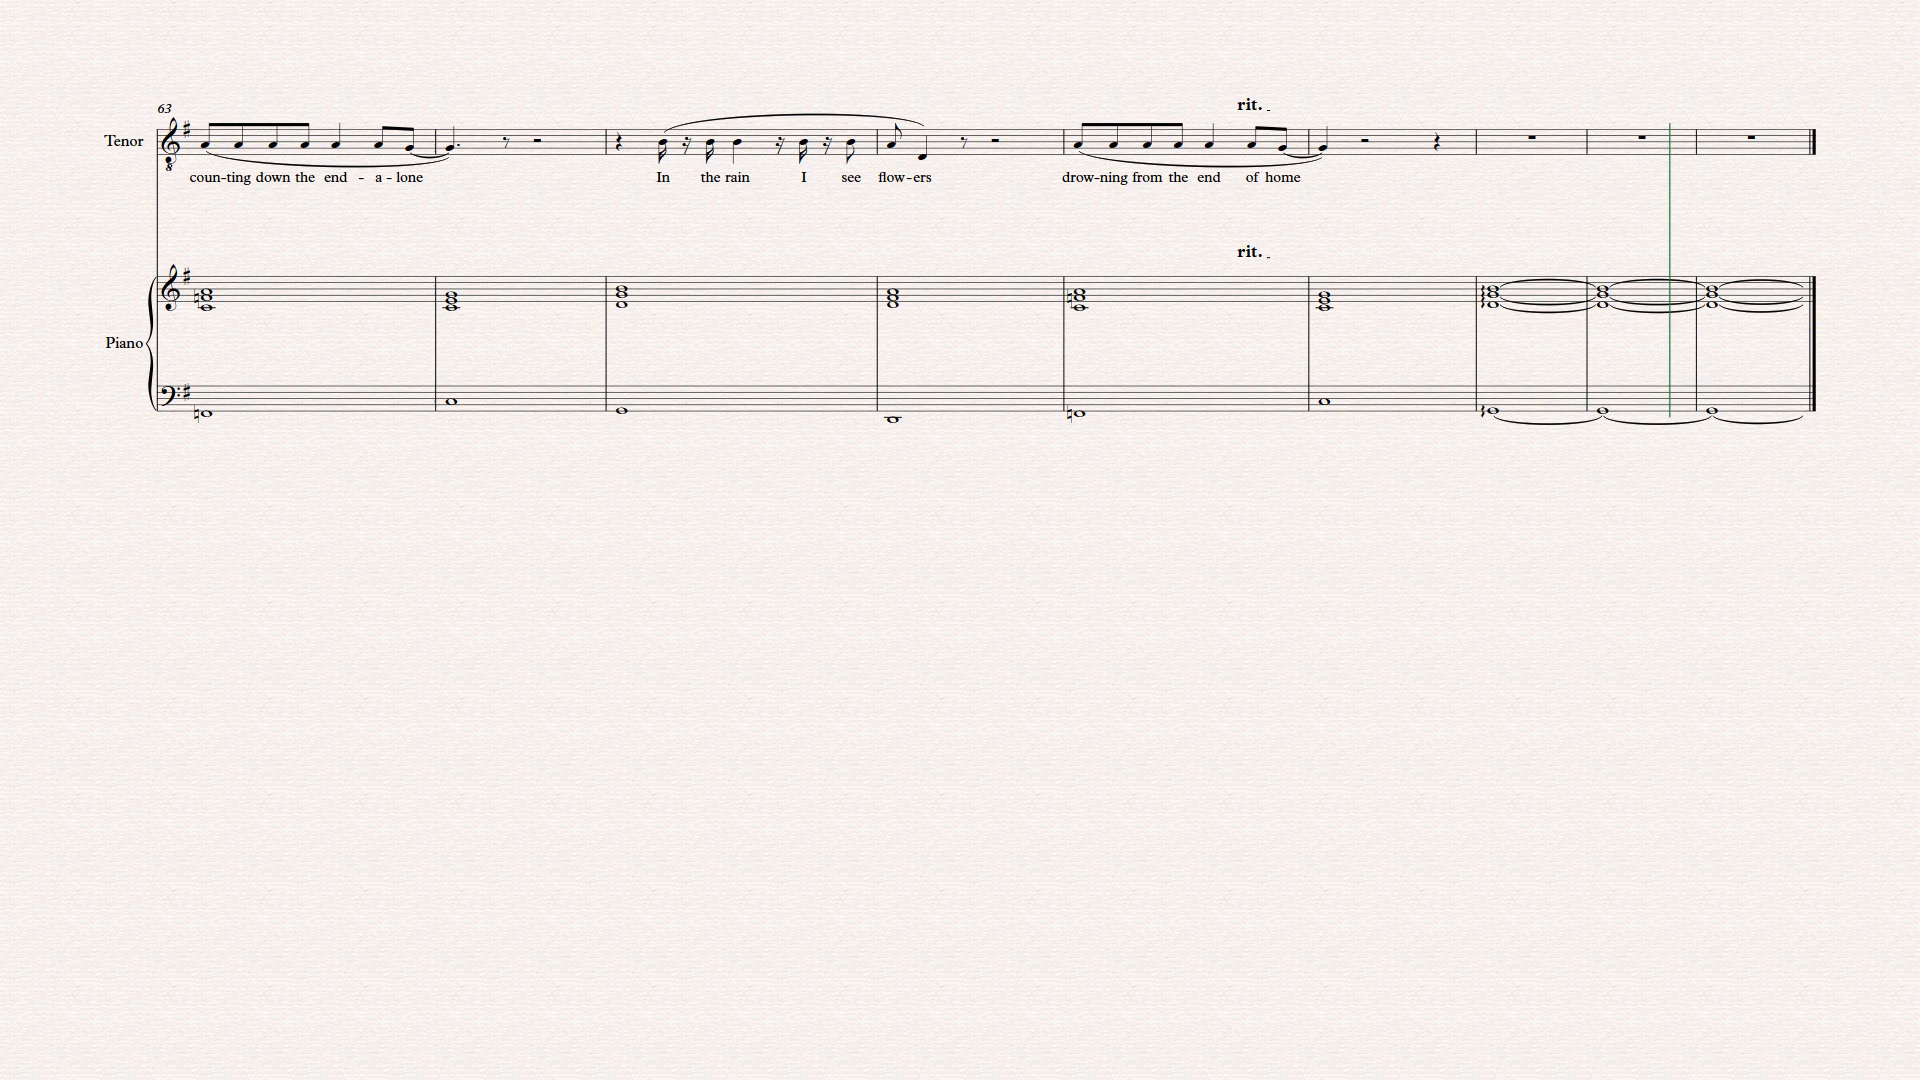 63
rit.
Tenor
8
coun-ting down the end - a - lone In the rain I see flow-ers drow-ning from the end of home
rit.
Piano